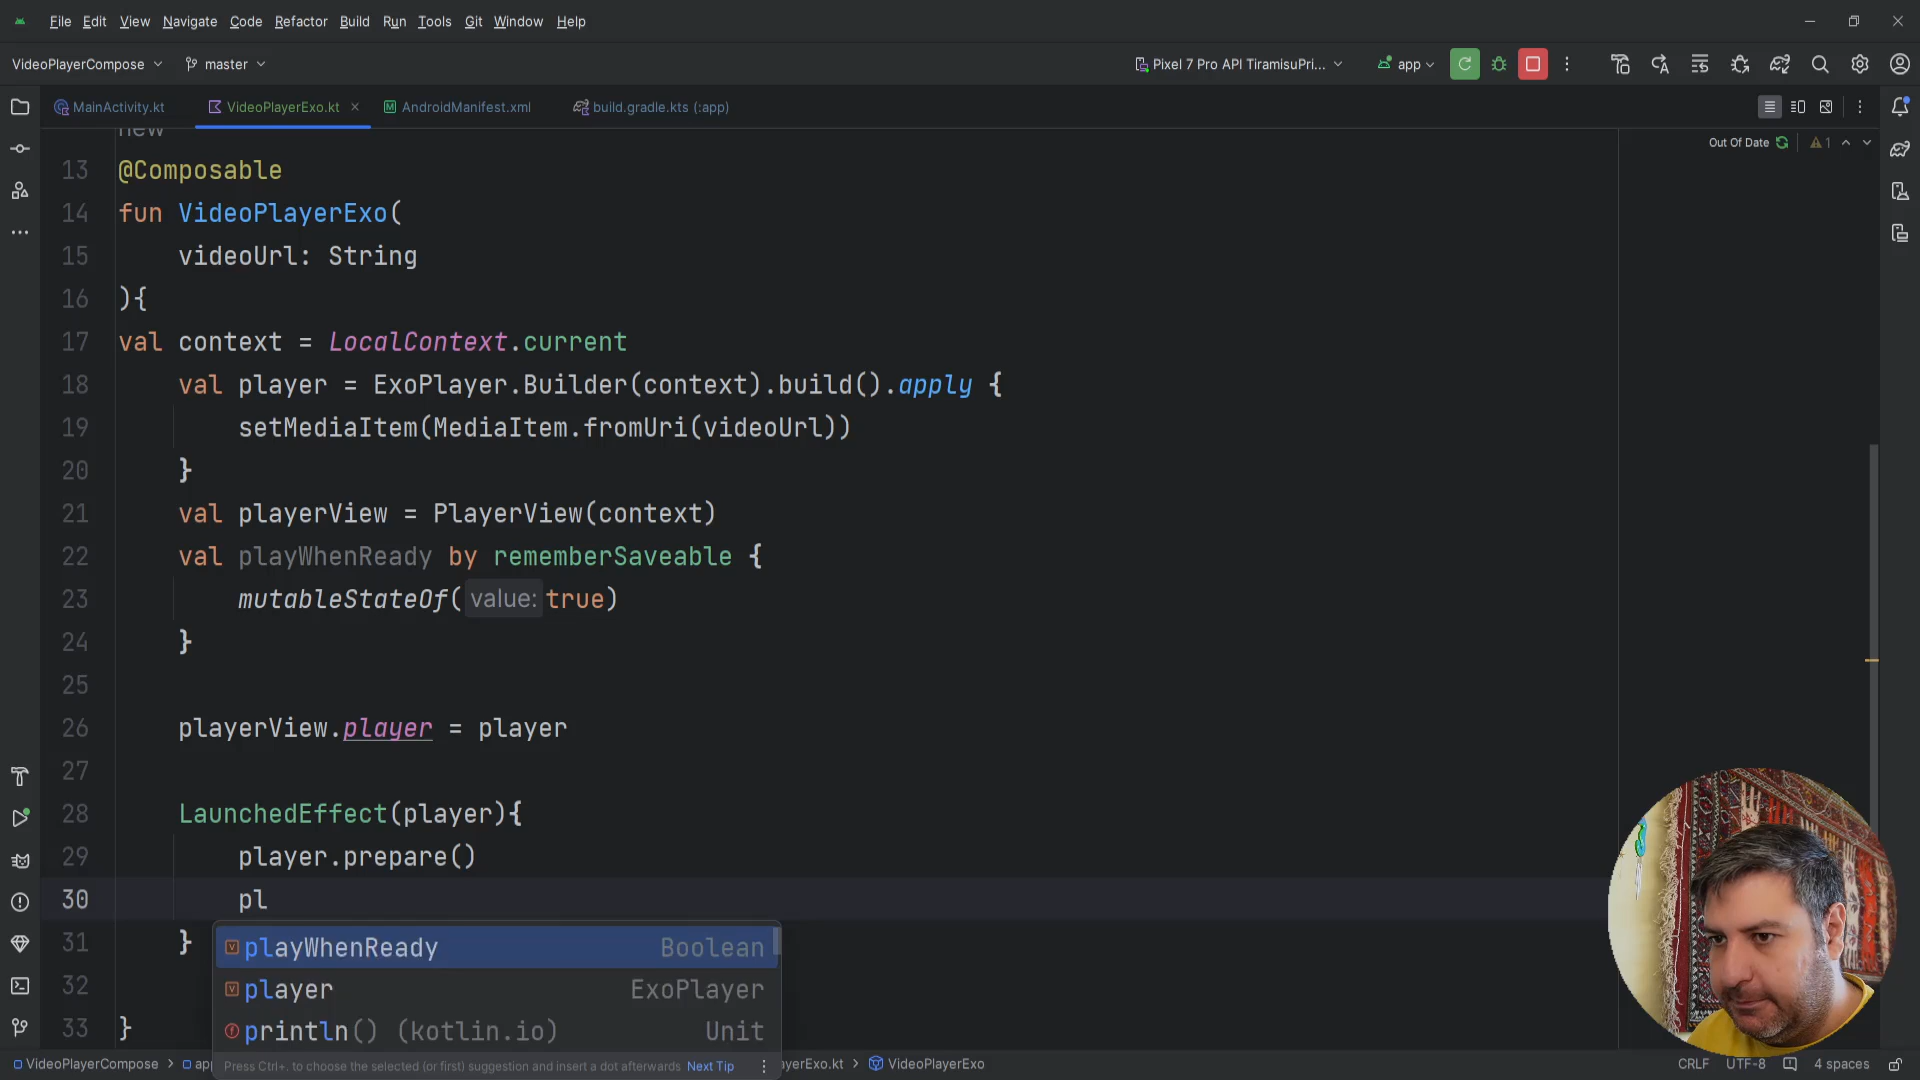 File Edit View Navigate Code Refactor Build Run Tools Git Window Help
VideoPlayerCompose master Pixel 7 Pro API TiramisuPri... app
MainActivity.kt VideoPlayerExo.kt AndroidManifest.xml build.gradle.kts (:app)
new
Out Of Date 1
13 @Composable
14 fun VideoPlayerExo(
15 videoUrl: String
16 ){
17 val context = LocalContext.current
18 val player = ExoPlayer.Builder(context).build().apply {
19 setMediaItem(MediaItem.fromUri(videoUrl))
20 }
21 val playerView = PlayerView(context)
22 val playWhenReady by rememberSaveable {
23 mutableStateOf( value: true)
24 }
25
26 playerView.player = player
27
28 LaunchedEffect(player){
29 player.prepare()
30 pl
31 }
playWhenReady Boolean
32
player ExoPlayer
33 }
println() (kotlin.io) Unit
Press Ctrl+. to choose the selected (or first) suggestion and insert a dot afterwards Next Tip
VideoPlayerCompose > app yerExo.kt > VideoPlayerExo CRLF UTF-8 4 spaces